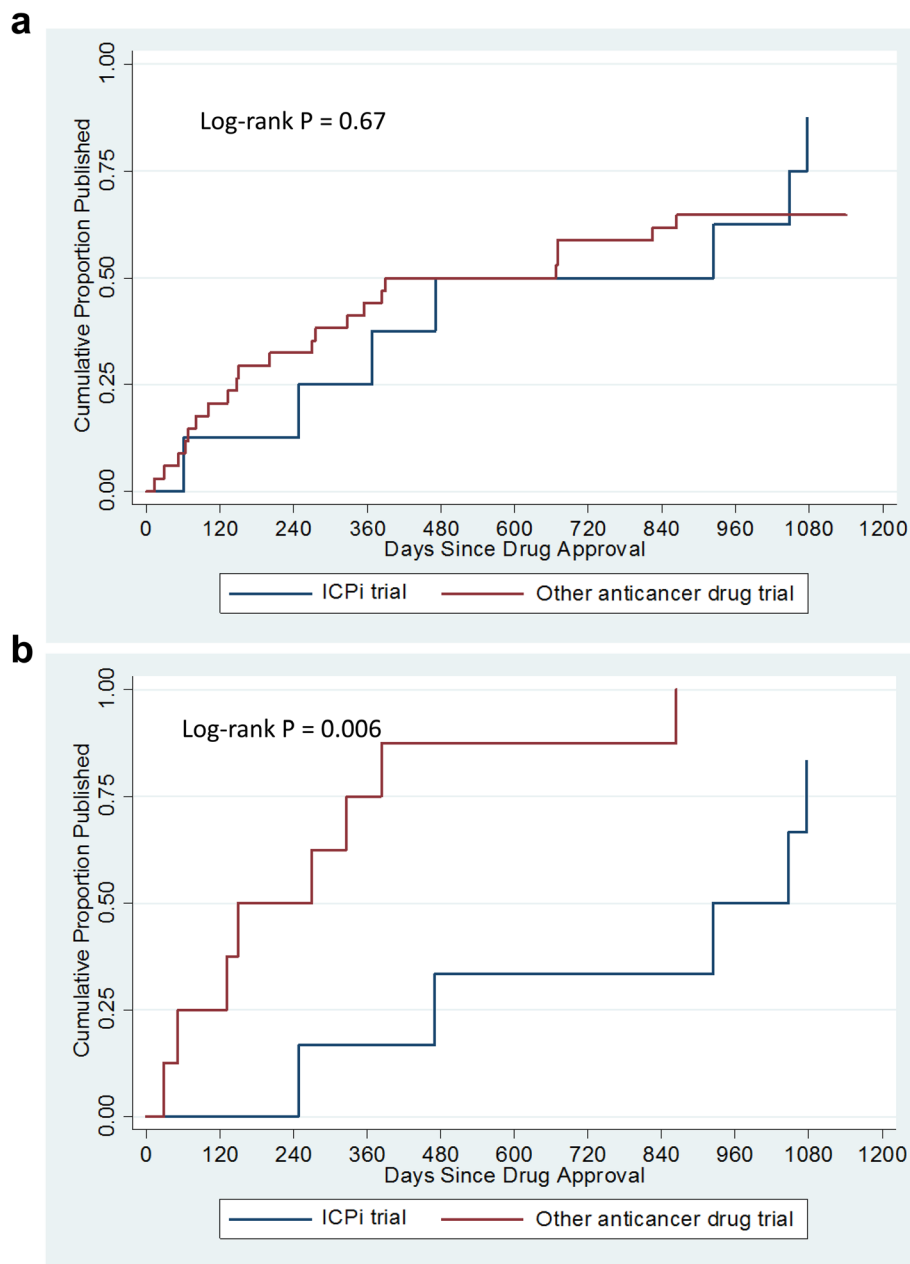 a
Cumulative Proportion Published
1.00
0.75
0.50
0.25
0.00
Log-rank P = 0.67
0 120 240 360 480 600 720 840 960 1080 1200
Days Since Drug Approval
ICPi trial Other anticancer drug trial
b
Cumulative Proportion Published
1.00
0.75
0.50
0.25
0.00
Log-rank P = 0.006
0 120 240 360 480 600 720 840 960 1080 1200
Days Since Drug Approval
ICPi trial Other anticancer drug trial